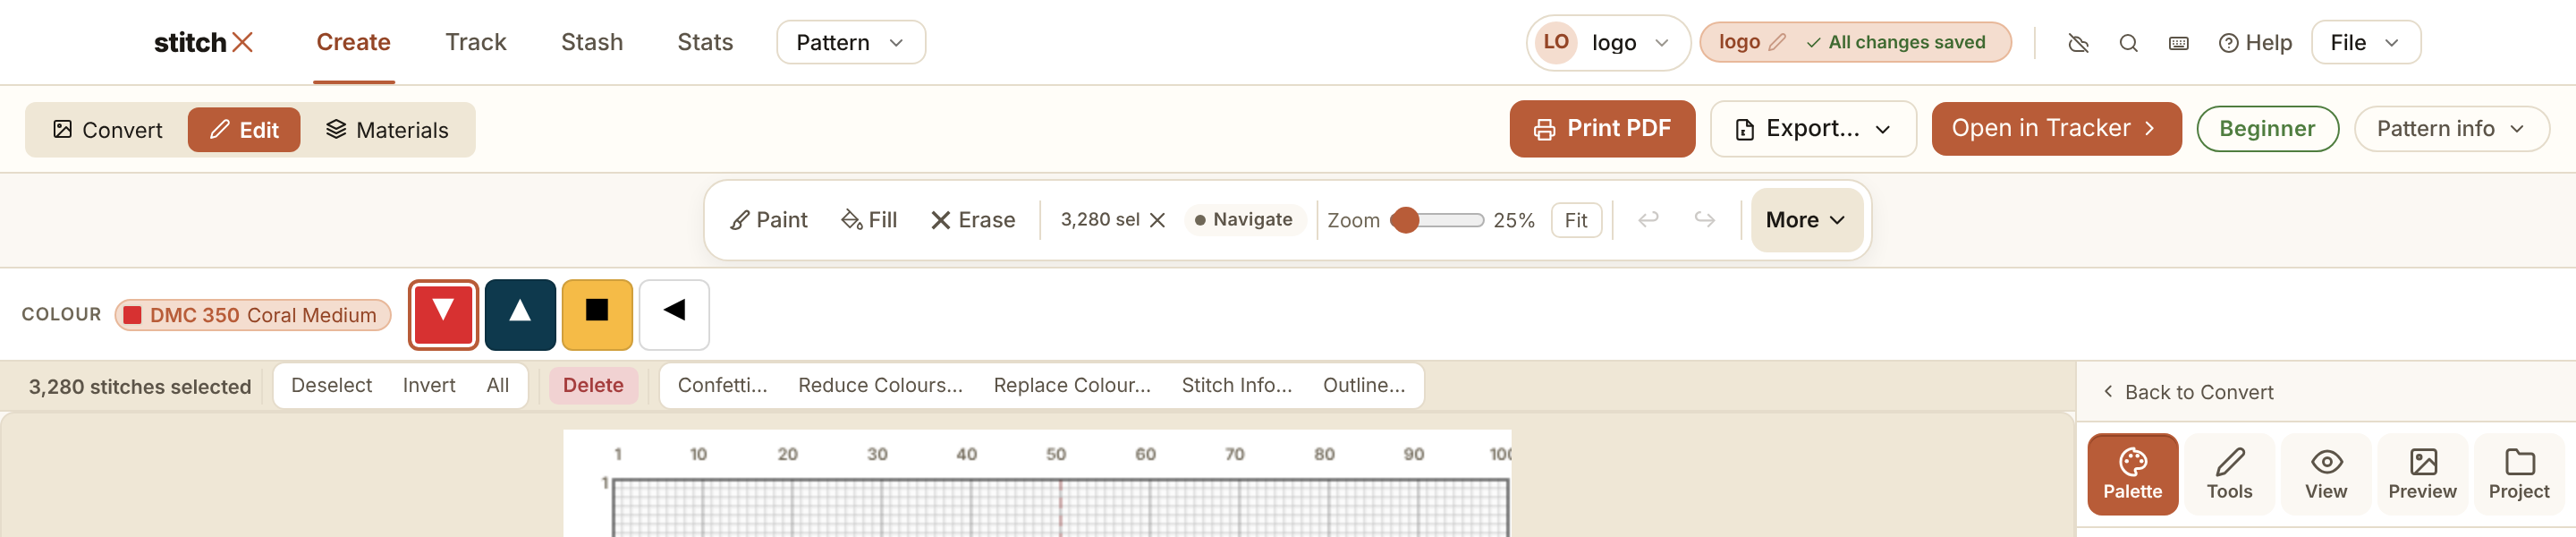 stitch Create Track Stash Stats Pattern LO logo logo All changes saved Help File
Convert Edit Materials Print PDF Export... Open in Tracker Beginner Pattern info
Paint Fill Erase 3,280 sel Navigate Zoom 25% Fit More
COLOUR DMC 350 Coral Medium
3,280 stitches selected Deselect Invert All Delete Confetti... Reduce Colours... Replace Colour... Stitch Info... Outline...
Back to Convert
1 10 20 30 40 50 60 70 80 90 100
1
Palette Tools View Preview Project